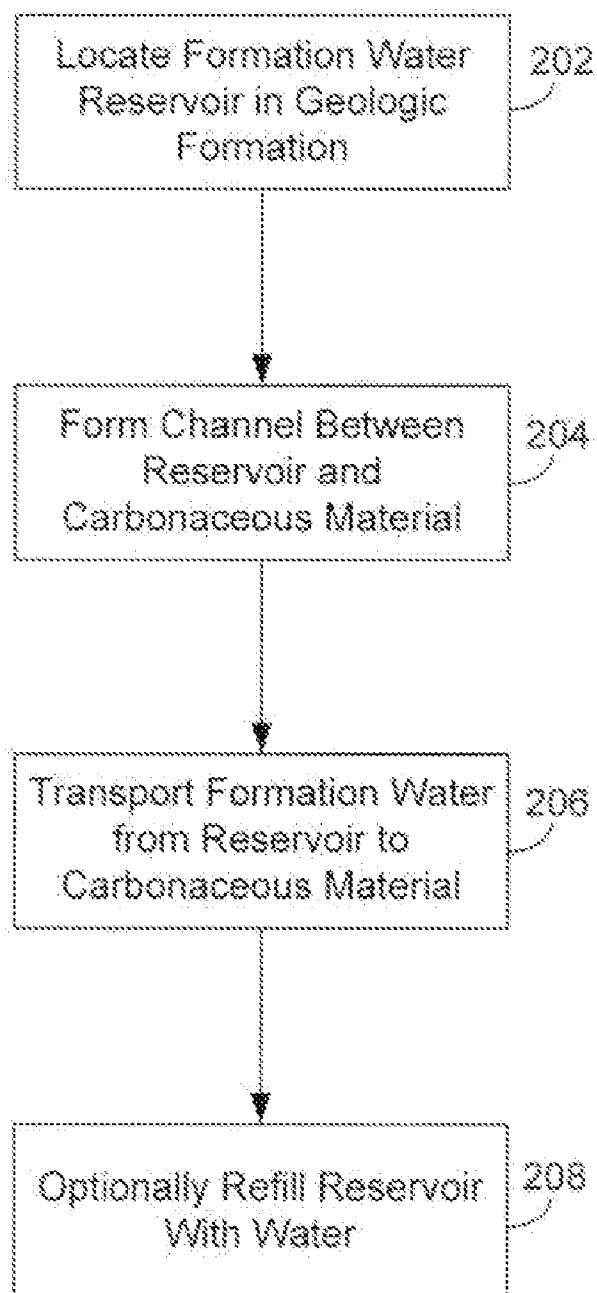 Locate Formation Water
Reservoir in Geologic
Formation
202
Form Channel Between
Reservoir and
Carbonaceous Material
204
Transport Formation Water
from Reservoir to
Carbonaceous Material
206
Optionally Refill Reservoir
With Water
208